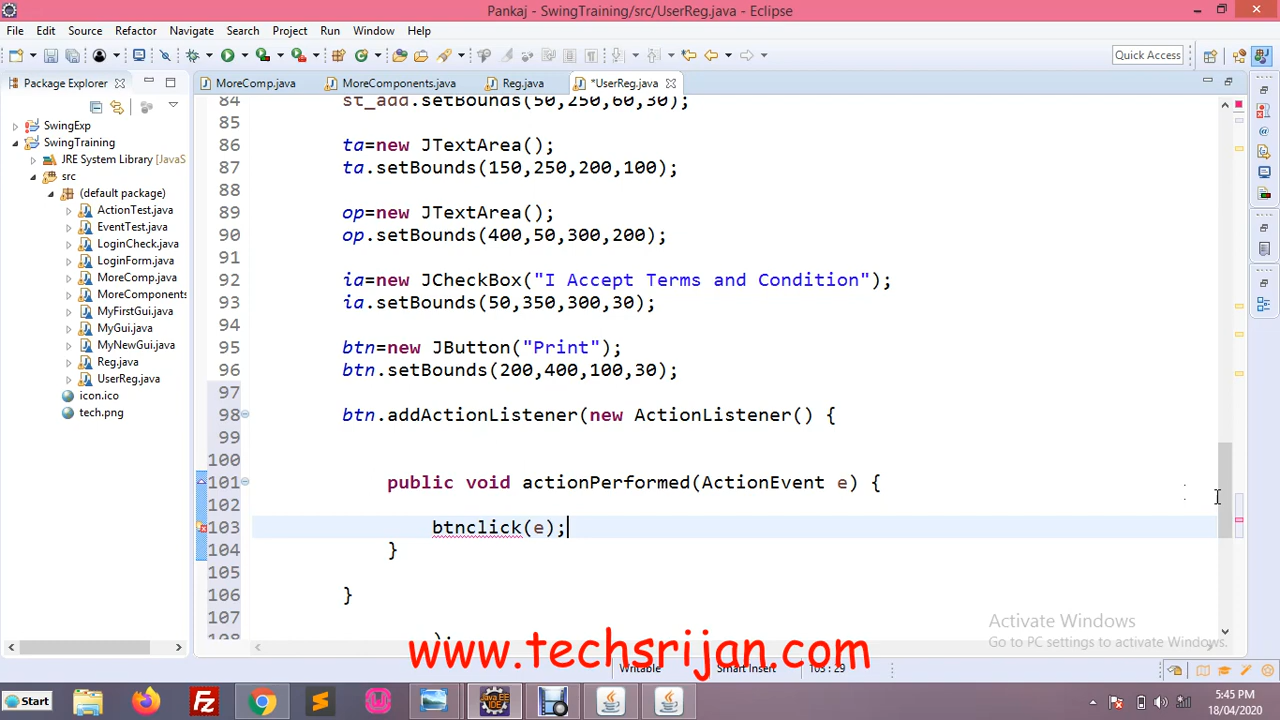 Pankaj - SwingTraining/src/UserReg.java - Eclipse
File Edit Source Refactor Navigate Search Project Run Window Help
Quick Access
Package Explorer
MoreComp.java
MoreComponents.java
Reg.java
*UserReg.java
SwingExp
SwingTraining
JRE System Library [JavaS
src
(default package)
ActionTest.java
EventTest.java
LoginCheck.java
LoginForm.java
MoreComp.java
MoreComponents
MyFirstGui.java
MyGui.java
MyNewGui.java
Reg.java
UserReg.java
icon.ico
tech.png
84 st_add.setBounds(50,250,60,30);
85
86 ta=new JTextArea();
87 ta.setBounds(150,250,200,100);
88
89 op=new JTextArea();
90 op.setBounds(400,50,300,200);
91
92 ia=new JCheckBox("I Accept Terms and Condition");
93 ia.setBounds(50,350,300,30);
94
95 btn=new JButton("Print");
96 btn.setBounds(200,400,100,30);
97
98 btn.addActionListener(new ActionListener() {
99
100
101 public void actionPerformed(ActionEvent e) {
102
103 btnclick(e);
104 }
105
106 }
107
108 );
Activate Windows
Go to PC settings to activate Windows.
www.techsrijan.com
Writable Smart Insert 103 : 29
Start
5:45 PM
18/04/2020